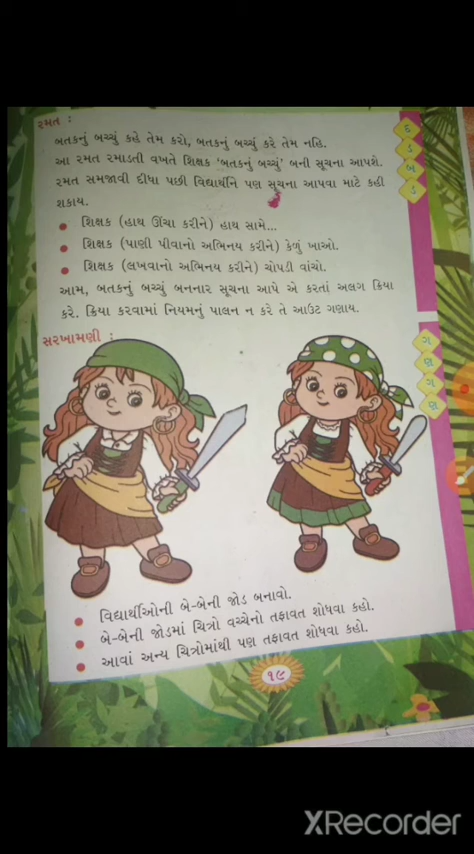 રમત :
બતકનું બચ્ચું કહે તેમ કરો, બતકનું બચ્ચું કરે તેમ નહિ.
આ રમત રમાડતી વખતે શિક્ષક ‘બતકનું બચ્ચું’ બની સૂચના આપશે.
રમત સમજાવી દીધા પછી વિદ્યાર્થીને પણ સૂચના આપવા માટે કહી
શકાય.
• શિક્ષક (હાથ ઊંચા કરીને) હાથ સામે...
• શિક્ષક (પાણી પીવાનો અભિનય કરીને) કેળું ખાઓ.
• શિક્ષક (લખવાનો અભિનય કરીને) ચોપડી વાંચો.
આમ, બતકનું બચ્ચું બનનાર સૂચના આપે એ કરતાં અલગ ક્રિયા
કરે. ક્રિયા કરવામાં નિયમનું પાલન ન કરે તે આઉટ ગણાય.
સરખામણી :
• વિદ્યાર્થીઓની બે-બેની જોડ બનાવો.
• બે-બેની જોડમાં ચિત્રો વચ્ચેનો તફાવત શોધવા કહો.
• આવાં અન્ય ચિત્રોમાંથી પણ તફાવત શોધવા કહો.
૧૯
દ
ડ
બ
ડ
ગ
ણ
ગ
ણ
XRecorder